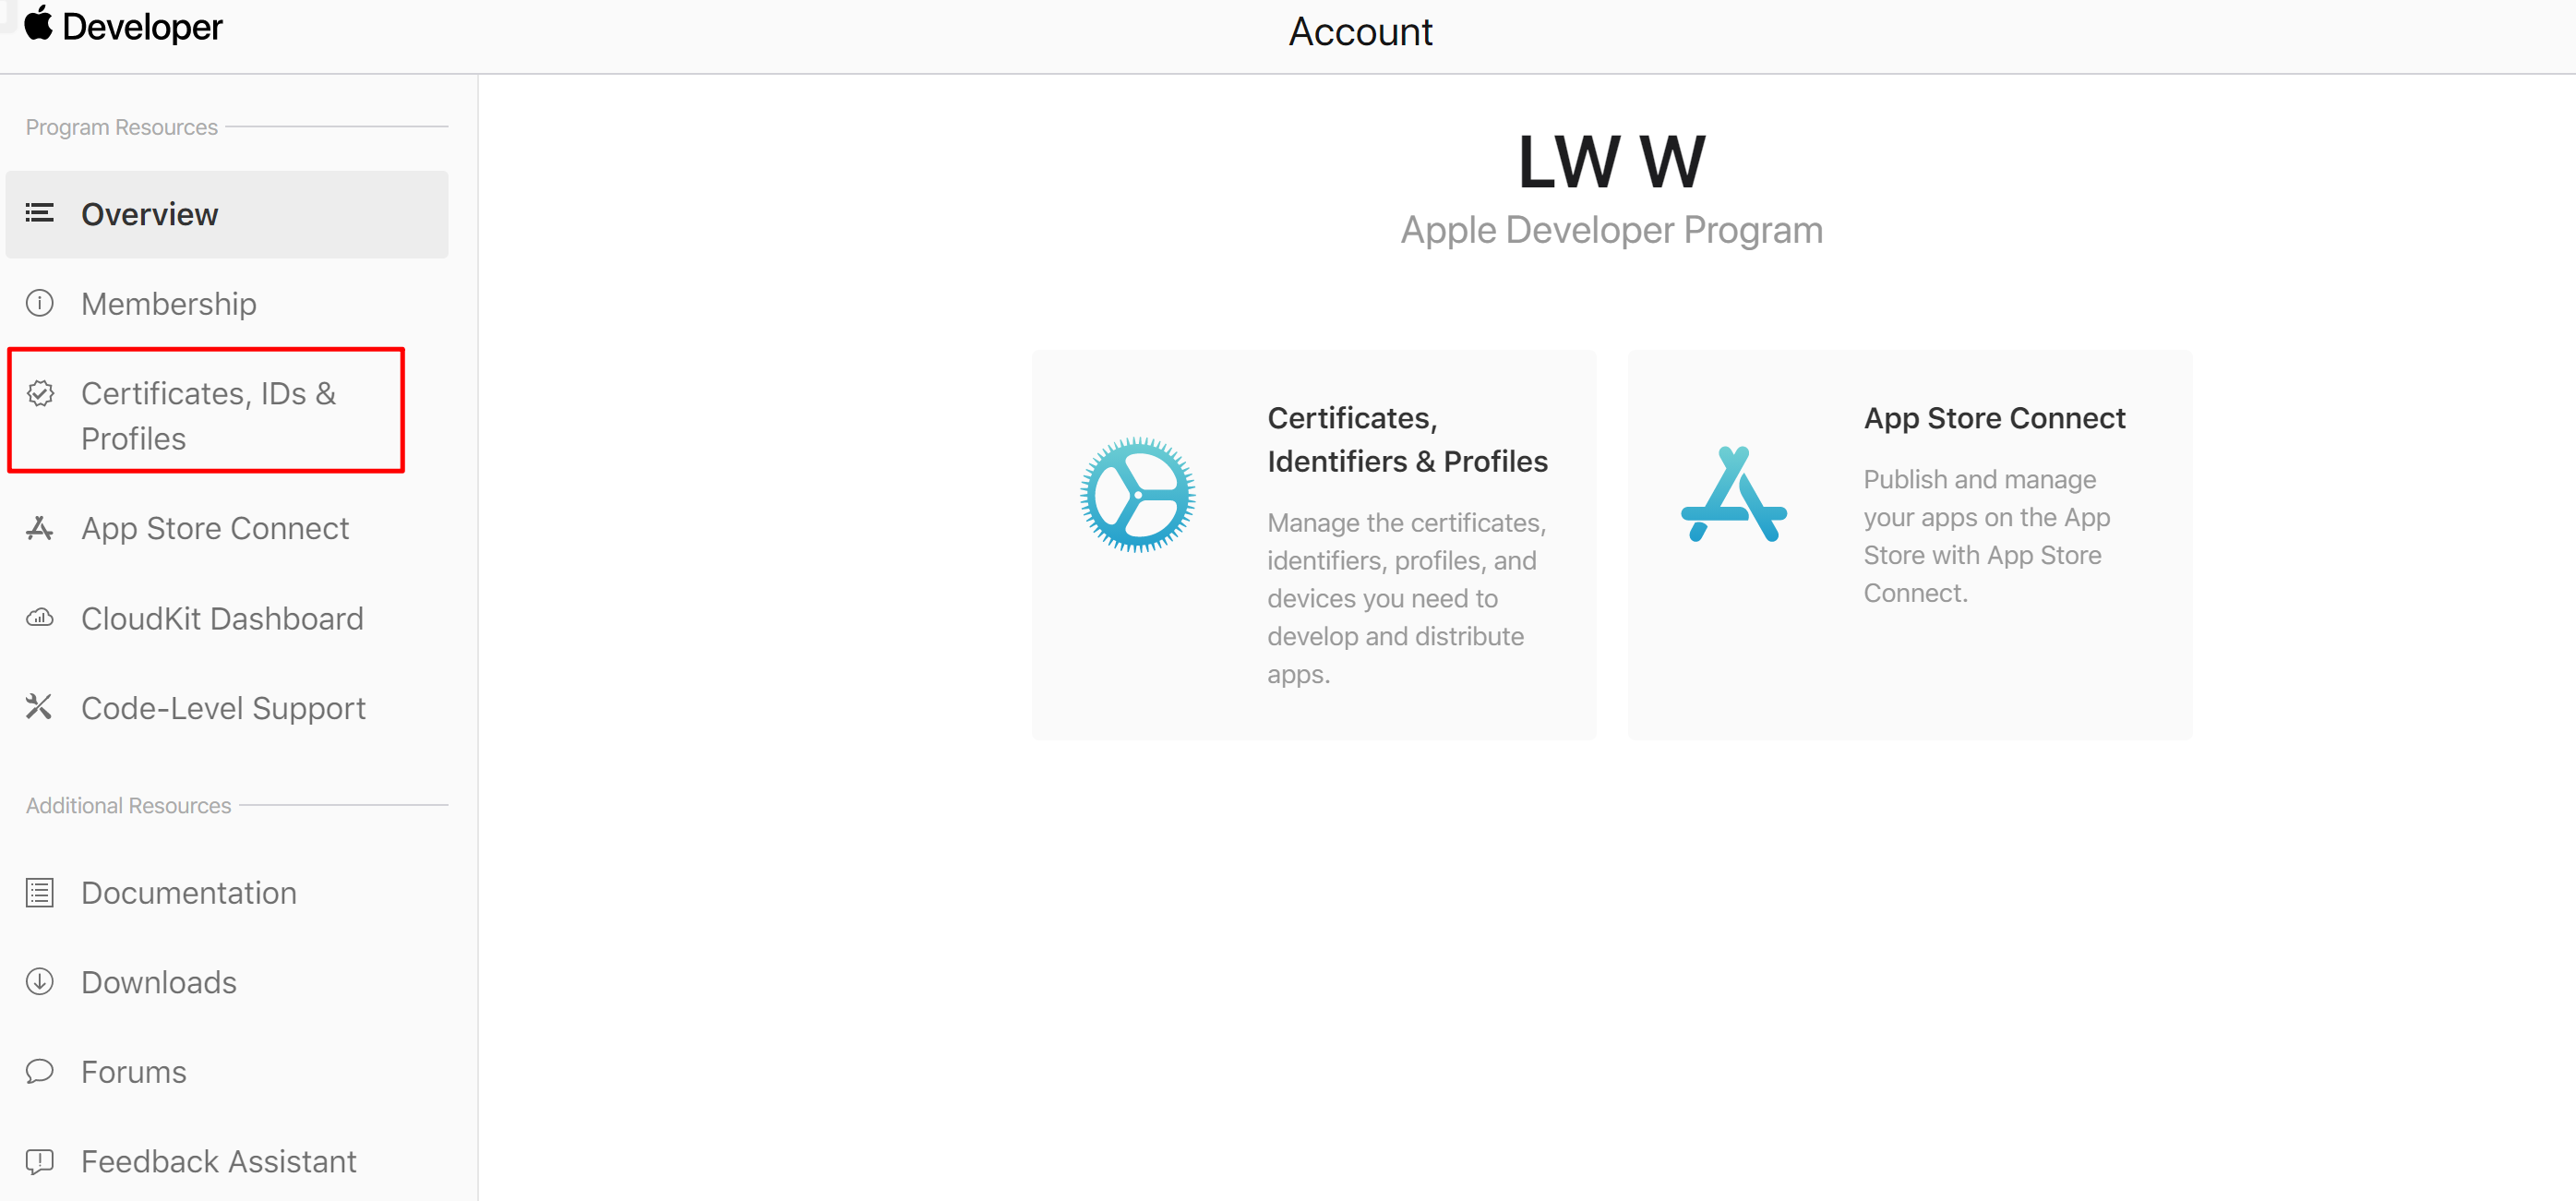 Developer
Account
Program Resources
Overview
Membership
Certificates, IDs &
Profiles
App Store Connect
CloudKit Dashboard
Code-Level Support
Additional Resources
Documentation
Downloads
Forums
Feedback Assistant
LW W
Apple Developer Program
Certificates,
Identifiers & Profiles
Manage the certificates,
identifiers, profiles, and
devices you need to
develop and distribute
apps.
App Store Connect
Publish and manage
your apps on the App
Store with App Store
Connect.